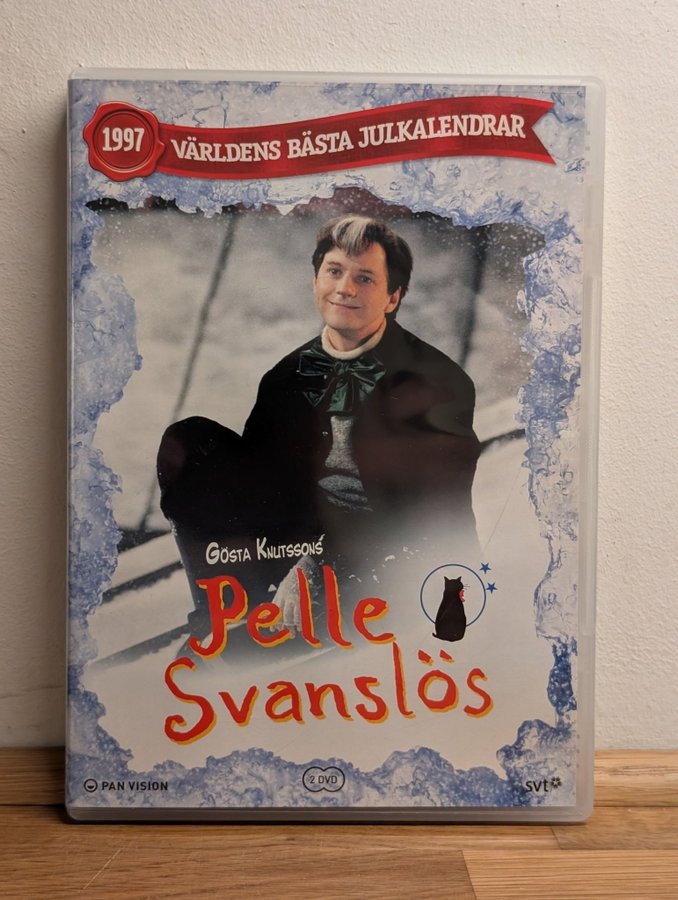 1997
VÄRLDENS BÄSTA JULKALENDRAR
GÖSTA KNUTSSONS
Pelle
Svanslös
PAN VISION
2 DVD
svt